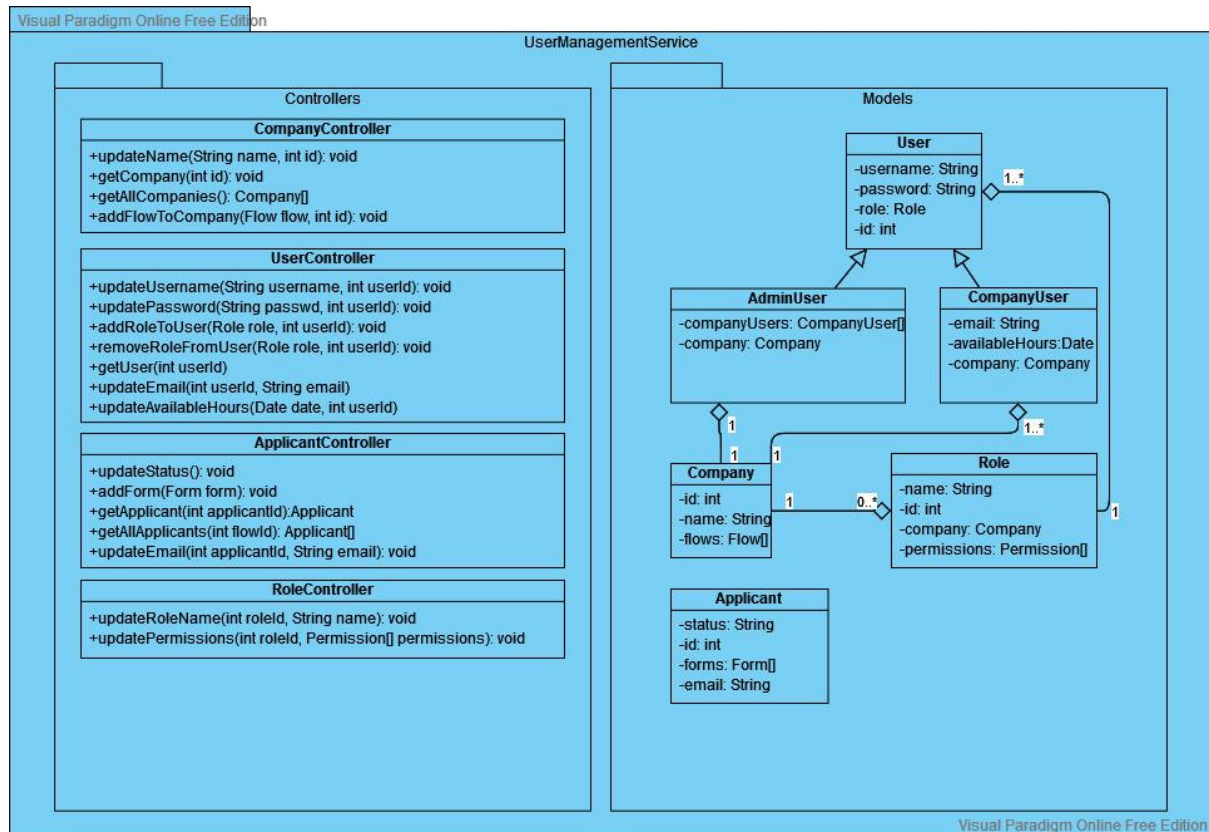 Visual Paradigm Online Free Edition
UserManagementService
Controllers
CompanyController
+updateName(String name, int id): void
+getCompany(int id): void
+getAllCompanies(): Company[]
+addFlowToCompany(Flow flow, int id): void
UserController
+updateUsername(String username, int userId): void
+updatePassword(String passwd, int userId): void
+addRoleToUser(Role role, int userId): void
+removeRoleFromUser(Role role, int userId): void
+getUser(int userId)
+updateEmail(int userId, String email)
+updateAvailableHours(Date date, int userId)
ApplicantController
+updateStatus(): void
+addForm(Form form): void
+getApplicant(int applicantId):Applicant
+getAllApplicants(int flowId): Applicant[]
+updateEmail(int applicantId, String email): void
RoleController
+updateRoleName(int roleId, String name): void
+updatePermissions(int roleId, Permission[] permissions): void
Models
User
-username: String
-password: String
-role: Role
-id: int
1..*
AdminUser
-companyUsers: CompanyUser[]
-company: Company
CompanyUser
-email: String
-availableHours:Date
-company: Company
1
1..*
1
1
Company
-id: int
-name: String
-flows: Flow[]
1
0..*
Role
-name: String
-id: int
-company: Company
-permissions: Permission[]
1
Applicant
-status: String
-id: int
-forms: Form[]
-email: String
Visual Paradigm Online Free Edition